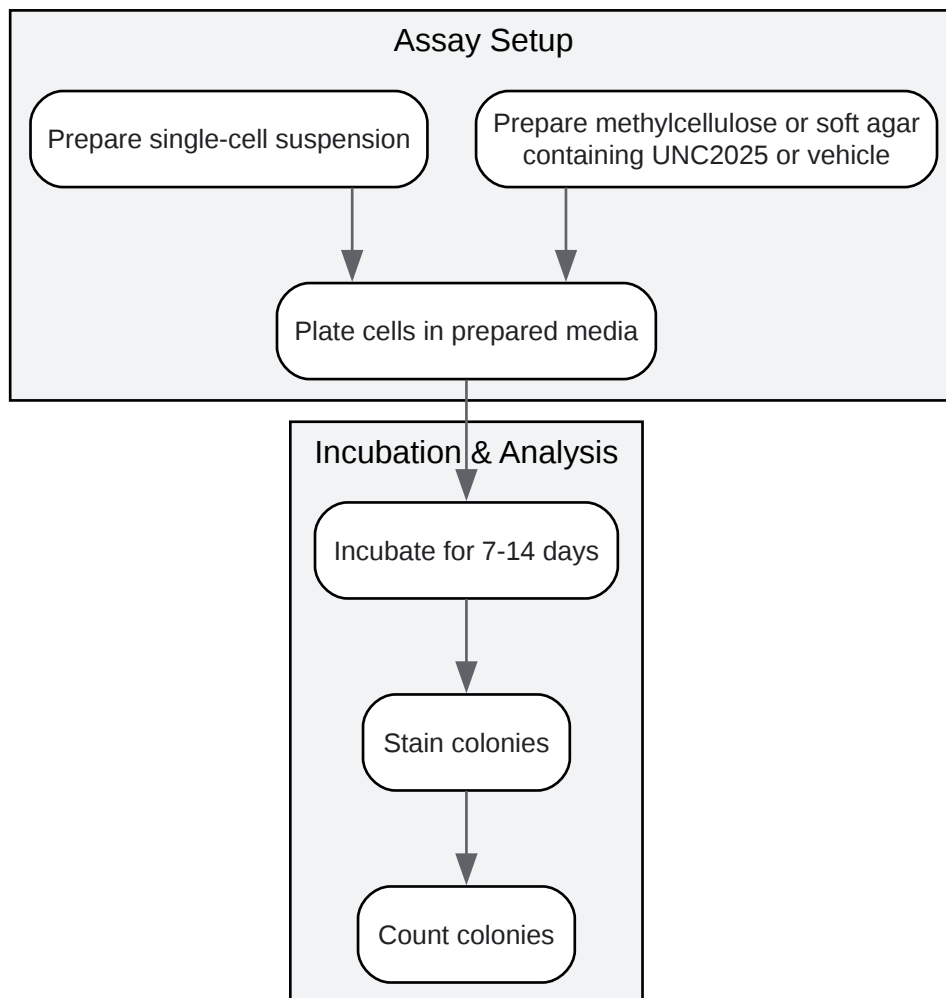 Assay Setup
Prepare single-cell suspension
Prepare methylcellulose or soft agar
containing UNC2025 or vehicle
Plate cells in prepared media
Incubation & Analysis
Incubate for 7-14 days
Stain colonies
Count colonies